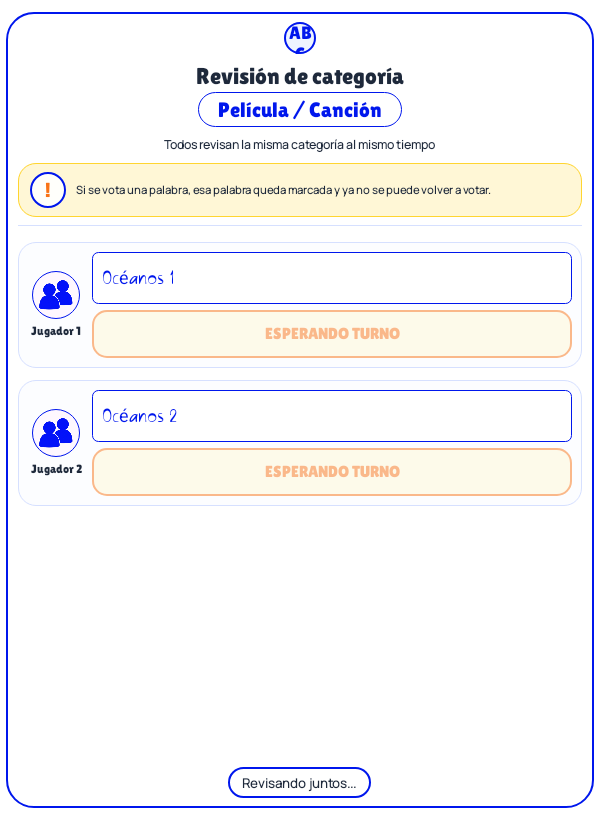 AB
Revisión de categoría
Película / Canción
Todos revisan la misma categoría al mismo tiempo
!
Si se vota una palabra, esa palabra queda marcada y ya no se puede volver a votar.
Océanos 1
ESPERANDO TURNO
Jugador 1
Océanos 2
ESPERANDO TURNO
Jugador 2
Revisando juntos...